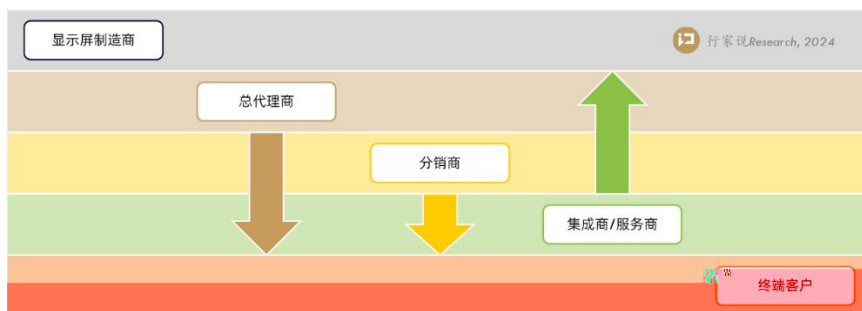 显示屏制造商
行家说Research, 2024
总代理商
分销商
集成商/服务商
终端客户